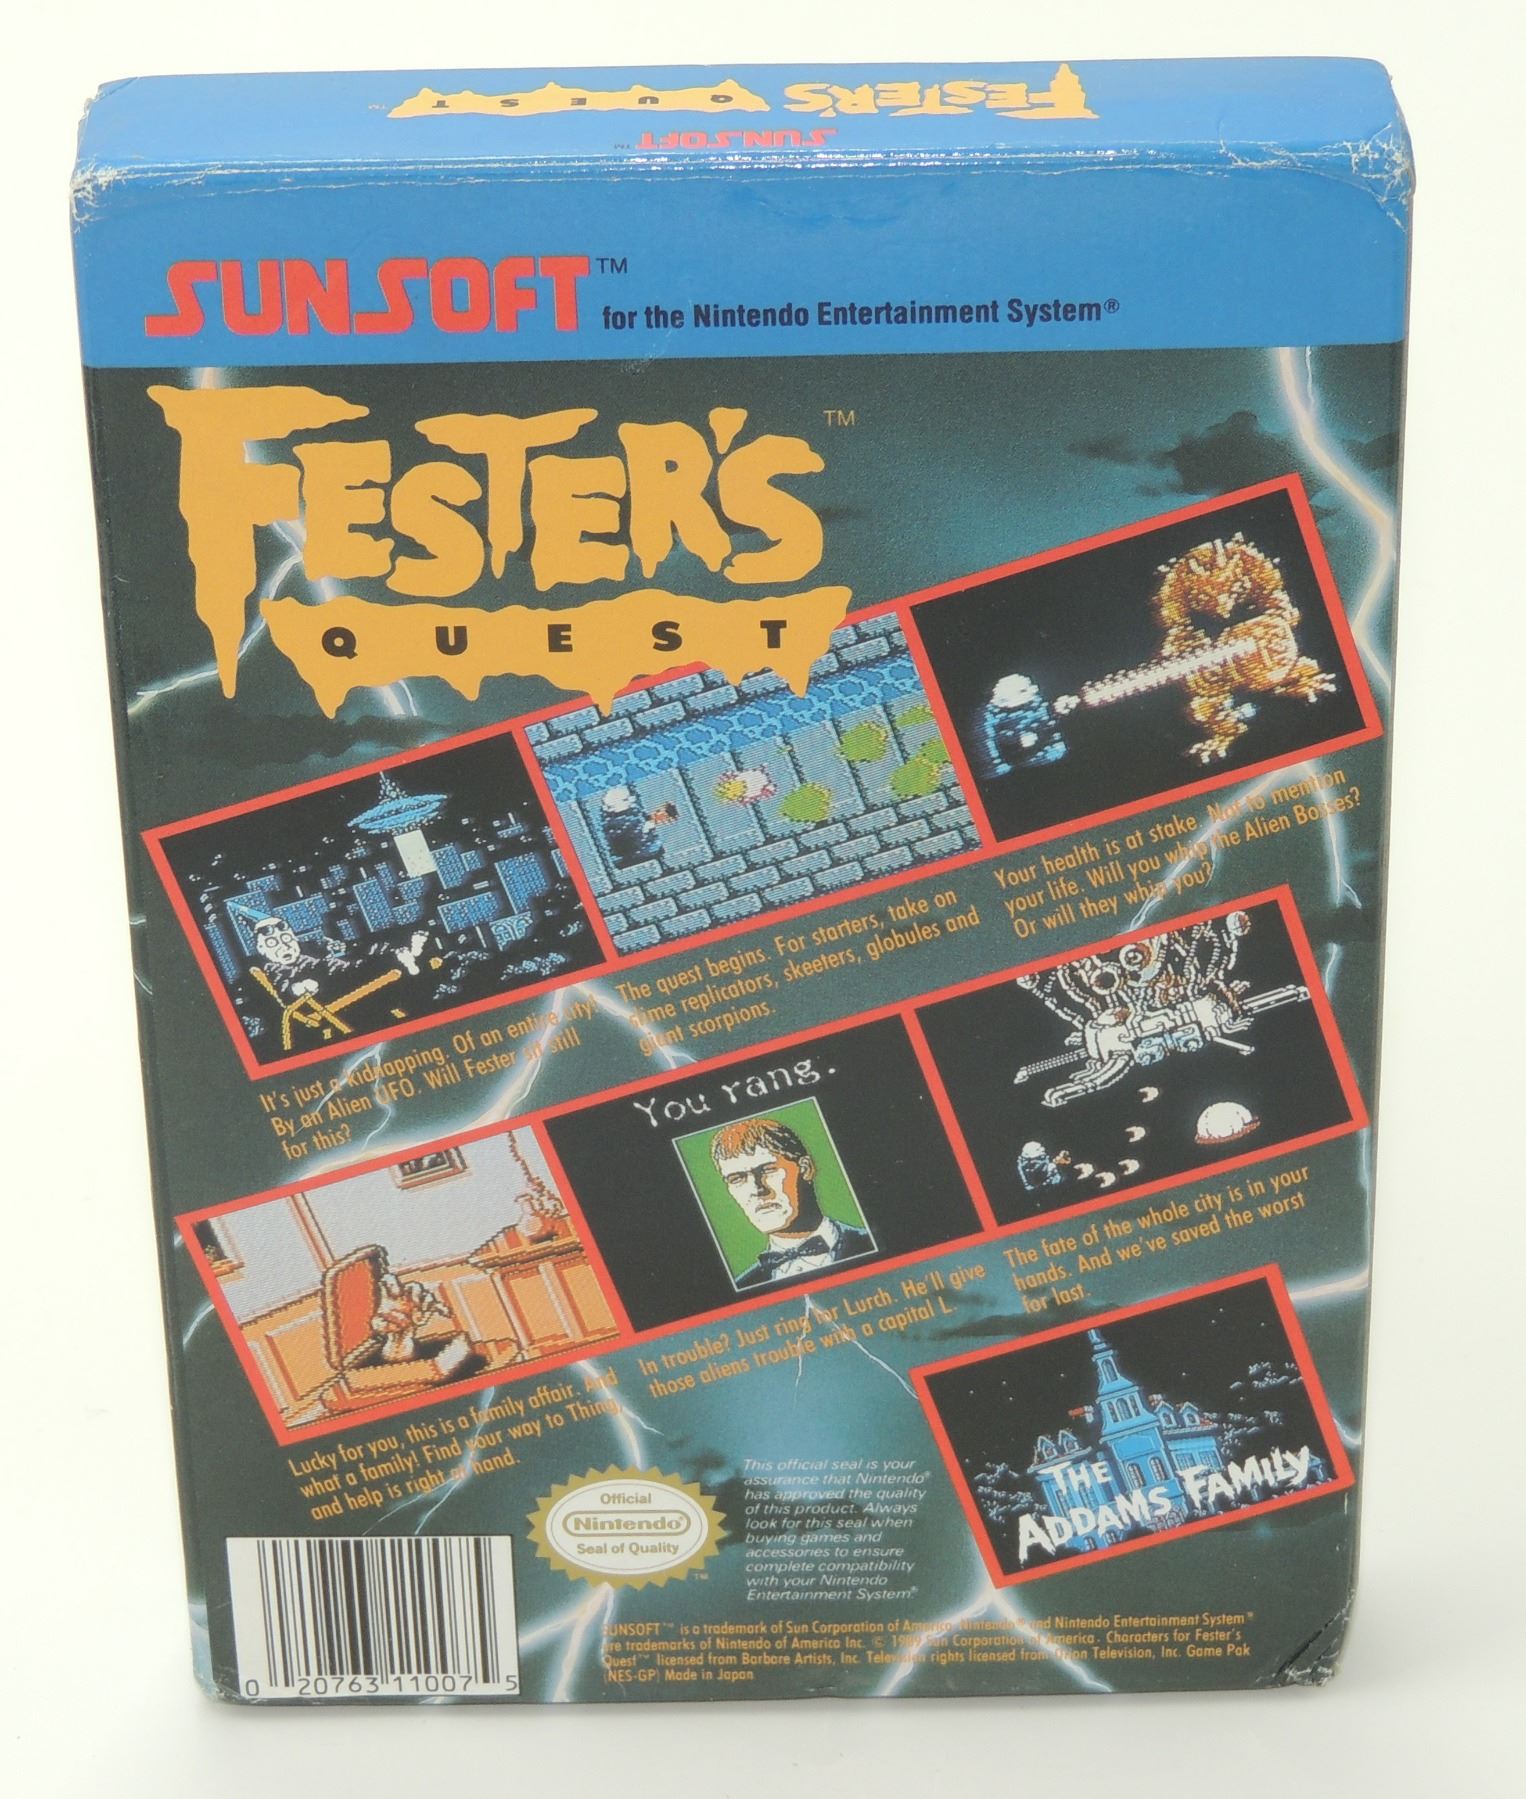 FESTER'S QUEST™
SUNSOFT™
SUNSOFT™ for the Nintendo Entertainment System®
FESTER'S™
QUEST
It's just a kidnapping. Of an entire city!
By an Alien UFO. Will Fester sit still
for this?
The quest begins. For starters, take on
slime replicators, skeeters, globules and
giant scorpions.
Your health is at stake. Not to mention
your life. Will you whip the Alien Bosses?
Or will they whip you?
Lucky for you, this is a family affair. And
what a family! Find your way to Thing,
and help is right at hand.
You rang.
In trouble? Just ring for Lurch. He'll give
those aliens trouble with a capital L.
The fate of the whole city is in your
hands. And we've saved the worst
for last.
THE
ADDAMS FAMILY
Official
Nintendo®
Seal of Quality
TM
This official seal is your
assurance that Nintendo®
has approved the quality
of this product. Always
look for this seal when
buying games and
accessories to ensure
complete compatibility
with your Nintendo
Entertainment System®.
SUNSOFT™ is a trademark of Sun Corporation of America. Nintendo® and Nintendo Entertainment System®
are trademarks of Nintendo of America Inc. © 1989 Sun Corporation of America. Characters for Fester's
Quest™ licensed from Barbare Artists, Inc. Television rights licensed from Orion Television, Inc. Game Pak
(NES-GP) Made in Japan
0 20763 11007 5